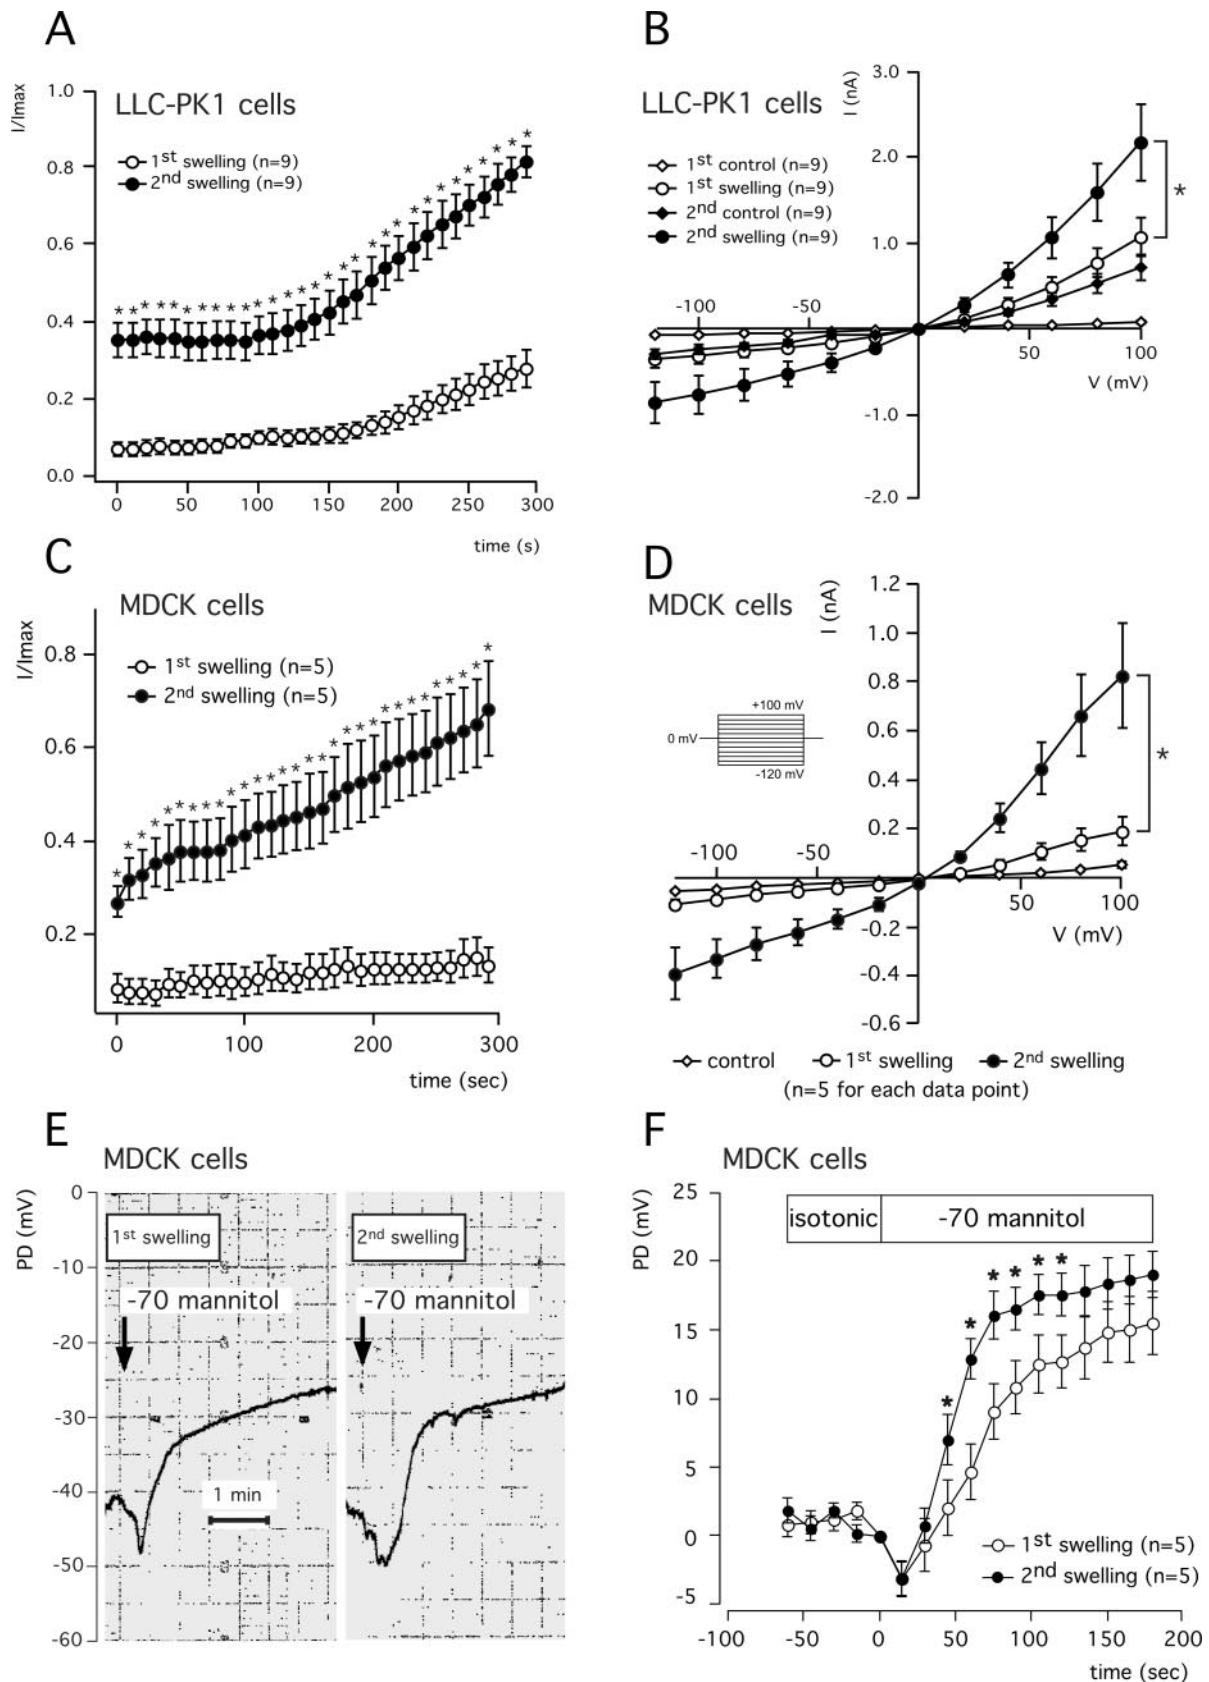 A
I/Imax
1.0
LLC-PK1 cells
1st swelling (n=9)
2nd swelling (n=9)
0.8
0.6
0.4
0.2
0.0
* * * * * * * * * * * * * * * * * * * * * * * * * * * * * *
0 50 100 150 200 250 300
time (s)
B
I (nA)
3.0
LLC-PK1 cells
1st control (n=9)
1st swelling (n=9)
2nd control (n=9)
2nd swelling (n=9)
2.0
1.0
*
-100 -50
50 100
V (mV)
-1.0
-2.0
C
MDCK cells
I/Imax
1st swelling (n=5)
2nd swelling (n=5)
0.8
0.6
0.4
0.2
* * * * * * * * * * * * * * * * * * * * * * * * * * * * * *
0 100 200 300
time (sec)
D
I (nA)
MDCK cells
1.2
1.0
0.8
0.6
0.4
0.2
+100 mV
0 mV
-120 mV
*
-100 -50
50 100
V (mV)
-0.2
-0.4
-0.6
control 1st swelling 2nd swelling
(n=5 for each data point)
E
MDCK cells
PD (mV)
0
-10
-20
-30
-40
-50
-60
1st swelling
-70 mannitol
1 min
2nd swelling
-70 mannitol
F
MDCK cells
PD (mV)
25
20
15
10
5
0
-5
isotonic -70 mannitol
* * * * * *
1st swelling (n=5)
2nd swelling (n=5)
-100 -50 0 50 100 150 200
time (sec)